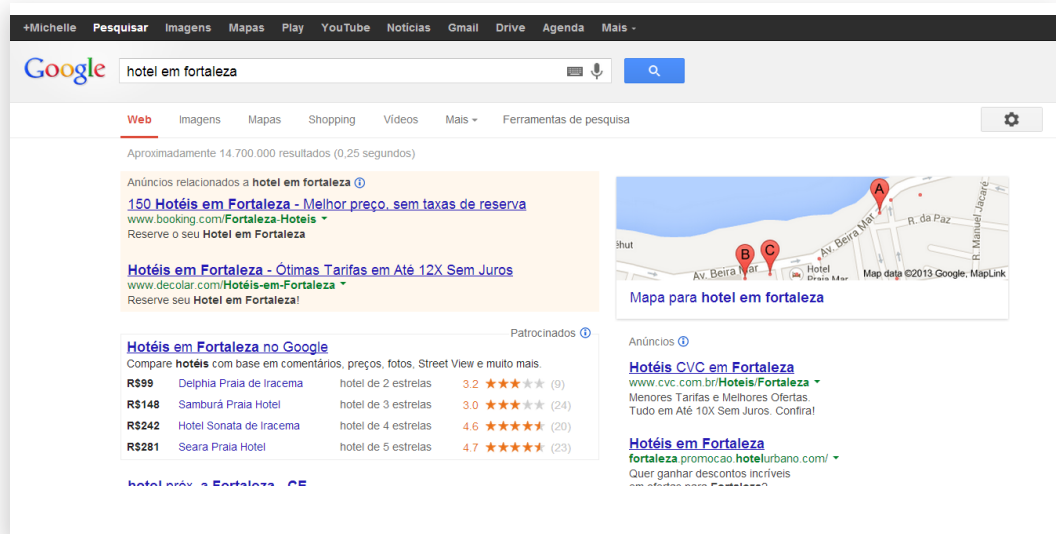 +Michelle Pesquisar Imagens Mapas Play YouTube Notícias Gmail Drive Agenda Mais
Google hotel em fortaleza
Web Imagens Mapas Shopping Vídeos Mais Ferramentas de pesquisa
Aproximadamente 14.700.000 resultados (0,25 segundos)
Anúncios relacionados a hotel em fortaleza
150 Hotéis em Fortaleza - Melhor preço, sem taxas de reserva
www.booking.com/Fortaleza-Hoteis
Reserve o seu Hotel em Fortaleza
Hotéis em Fortaleza - Ótimas Tarifas em Até 12X Sem Juros
www.decolar.com/Hotéis-em-Fortaleza
Reserve seu Hotel em Fortaleza!
Patrocinados
Hotéis em Fortaleza no Google
Compare hotéis com base em comentários, preços, fotos, Street View e muito mais.
R$99 Delphia Praia de Iracema hotel de 2 estrelas 3.2 (9)
R$148 Samburá Praia Hotel hotel de 3 estrelas 3.0 (24)
R$242 Hotel Sonata de Iracema hotel de 4 estrelas 4.6 (20)
R$281 Seara Praia Hotel hotel de 5 estrelas 4.7 (23)
hotel próx. a Fortaleza - CE
A
B
C
R. da Paz
R. Manuel Jacaré
Av. Beira Mar
Av. Beira Mar
Hotel
Praia Mar
Map data ©2013 Google, MapLink
Mapa para hotel em fortaleza
Anúncios
Hotéis CVC em Fortaleza
www.cvc.com.br/Hoteis/Fortaleza
Menores Tarifas e Melhores Ofertas.
Tudo em Até 10X Sem Juros. Confira!
Hotéis em Fortaleza
fortaleza.promocao.hotelurbano.com/
Quer ganhar descontos incríveis
em ofertas para Fortaleza?